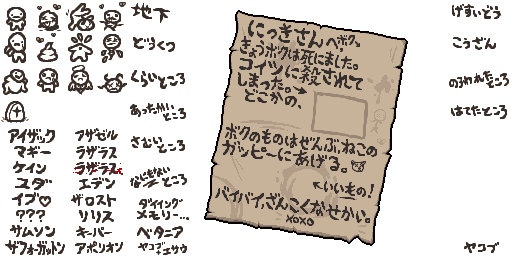 地下
どうくつ
くらいところ
あったかいところ
さむいところ
なにもないところ
ダイイング
メモリー...
ベタニア
ヤコブとエサウ
アイザック
マギー
ケイン
ユダ
イブ♡
???
サムソン
ザフォーガットン
アザゼル
ラザラス
ラザラス
エデン
ザロスト
リリス
キーパー
アポリオン
にっきさんへ、ボク。
きょうボクは死にました。
コイツに殺されて
しまった。→
どこかの、
ボクのものはぜんぶねこの
ガッピーにあげる。
←いいもの!
バイバイ、ざんこくなせかい。
xoxo
げすいどう
こうざん
のろわれたところ
はてたところ
ヤコブ